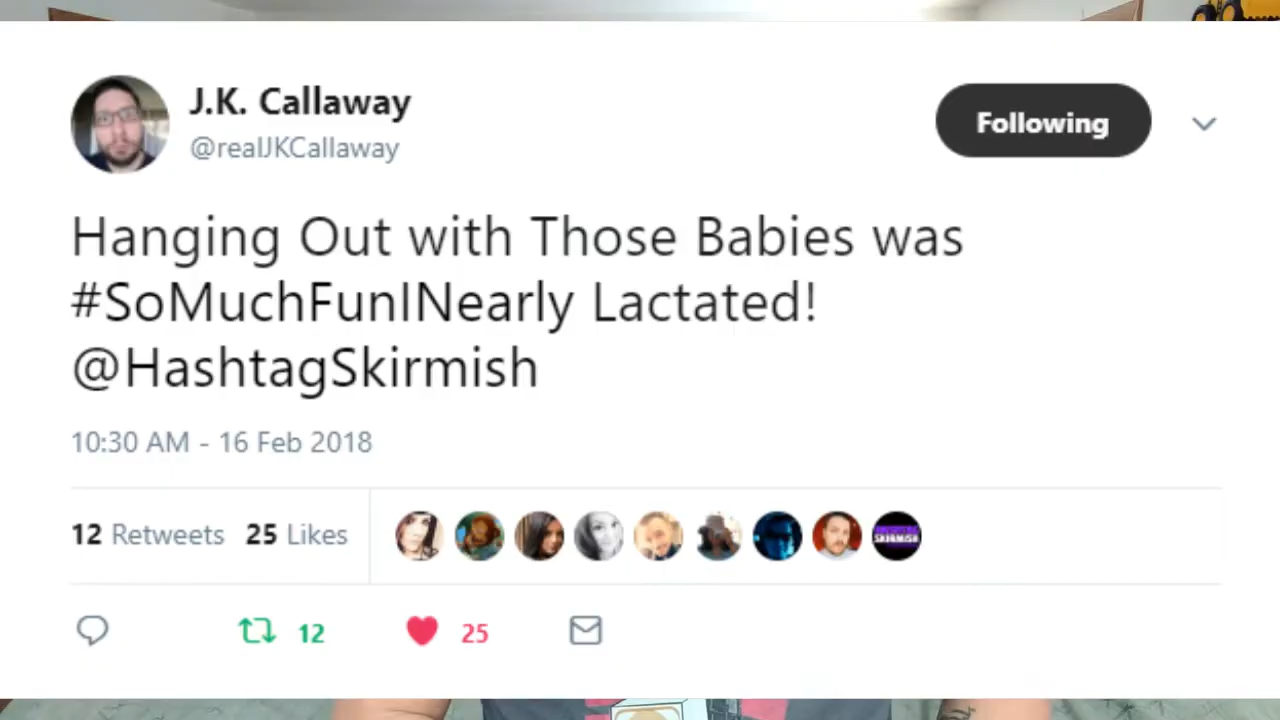 J.K. Callaway
@realJKCallaway
Following
Hanging Out with Those Babies was
#SoMuchFunINearly Lactated!
@HashtagSkirmish
10:30 AM - 16 Feb 2018
12 Retweets 25 Likes
SKIRMISH
12 25